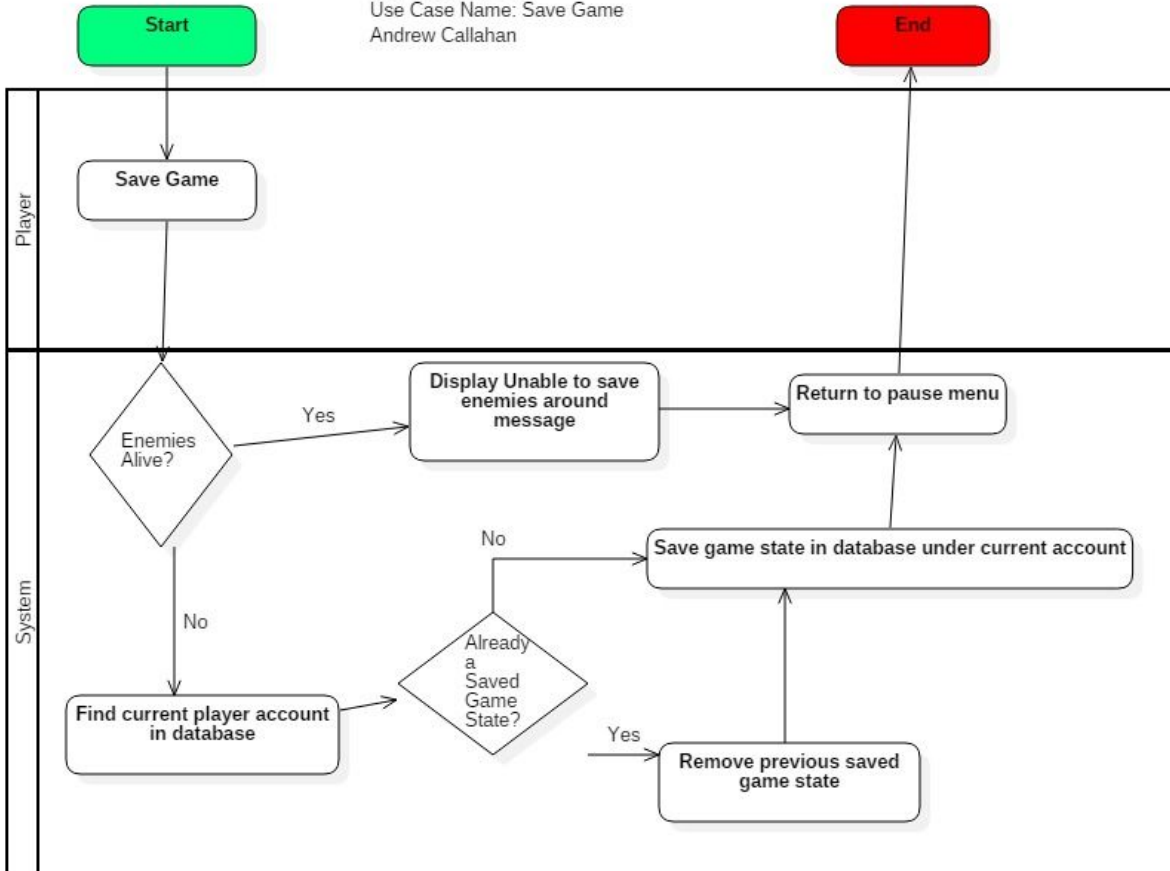 Use Case Name: Save Game
Andrew Callahan
Start
End
Player
Save Game
System
Enemies
Alive?
Yes
Display Unable to save
enemies around
message
Return to pause menu
No
Find current player account
in database
Already
a
Saved
Game
State?
No
Save game state in database under current account
Yes
Remove previous saved
game state